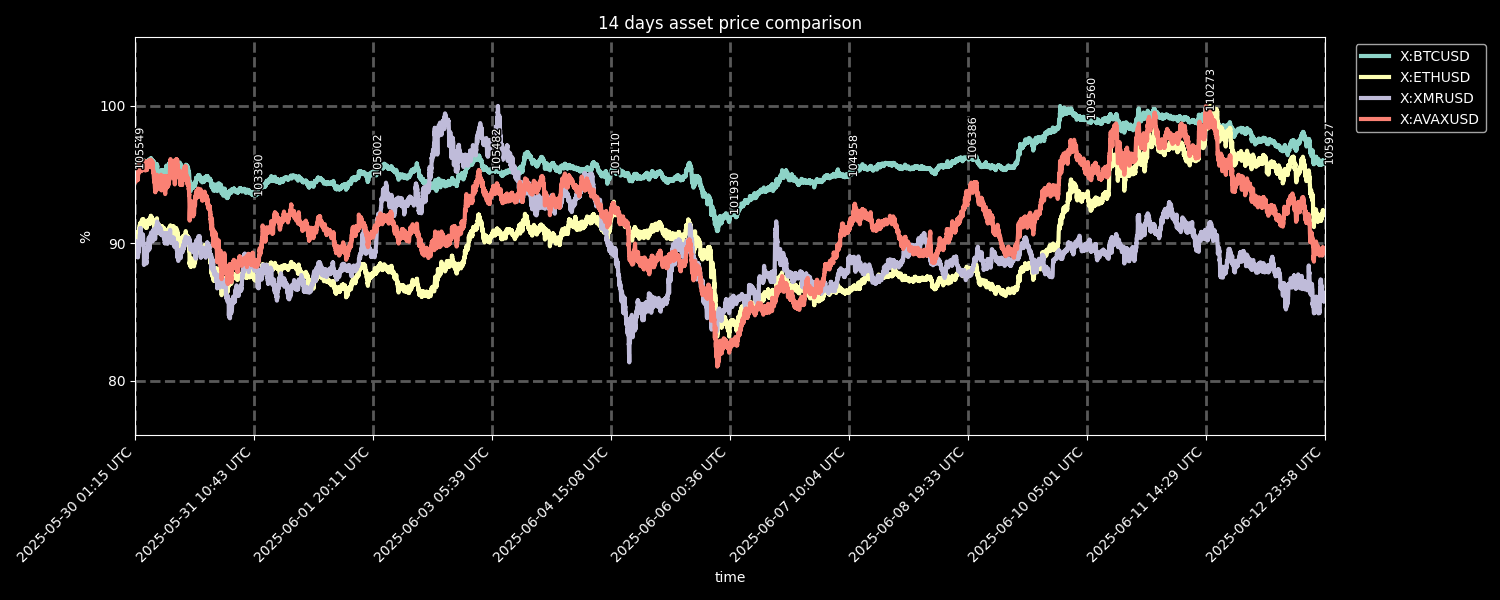 14 days asset price comparison
X:BTCUSD
X:ETHUSD
X:XMRUSD
X:AVAXUSD
%
100
90
80
105549
103390
105002
105482
105110
101930
104958
106386
109560
110273
105927
2025-05-30 01:15 UTC
2025-05-31 10:43 UTC
2025-06-01 20:11 UTC
2025-06-03 05:39 UTC
2025-06-04 15:08 UTC
2025-06-06 00:36 UTC
2025-06-07 10:04 UTC
2025-06-08 19:33 UTC
2025-06-10 05:01 UTC
2025-06-11 14:29 UTC
2025-06-12 23:58 UTC
time